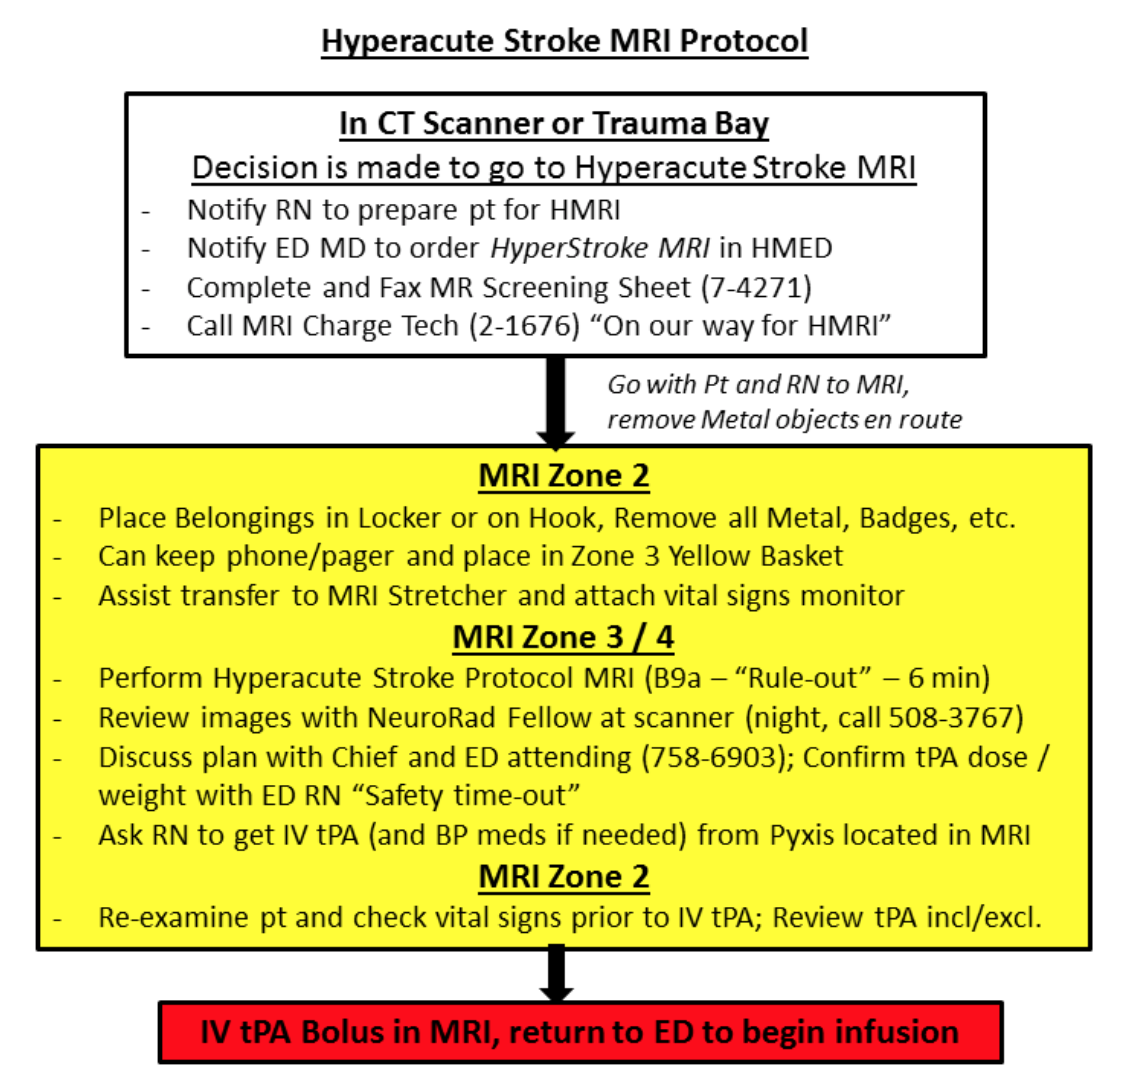 Hyperacute Stroke MRI Protocol
In CT Scanner or Trauma Bay
Decision is made to go to Hyperacute Stroke MRI
- Notify RN to prepare pt for HMRI
- Notify ED MD to order HyperStroke MRI in HMED
- Complete and Fax MR Screening Sheet (7-4271)
- Call MRI Charge Tech (2-1676) “On our way for HMRI”
Go with Pt and RN to MRI,
remove Metal objects en route
MRI Zone 2
- Place Belongings in Locker or on Hook, Remove all Metal, Badges, etc.
- Can keep phone/pager and place in Zone 3 Yellow Basket
- Assist transfer to MRI Stretcher and attach vital signs monitor
MRI Zone 3 / 4
- Perform Hyperacute Stroke Protocol MRI (B9a – “Rule-out” – 6 min)
- Review images with NeuroRad Fellow at scanner (night, call 508-3767)
- Discuss plan with Chief and ED attending (758-6903); Confirm tPA dose /
weight with ED RN “Safety time-out”
- Ask RN to get IV tPA (and BP meds if needed) from Pyxis located in MRI
MRI Zone 2
- Re-examine pt and check vital signs prior to IV tPA; Review tPA incl/excl.
IV tPA Bolus in MRI, return to ED to begin infusion